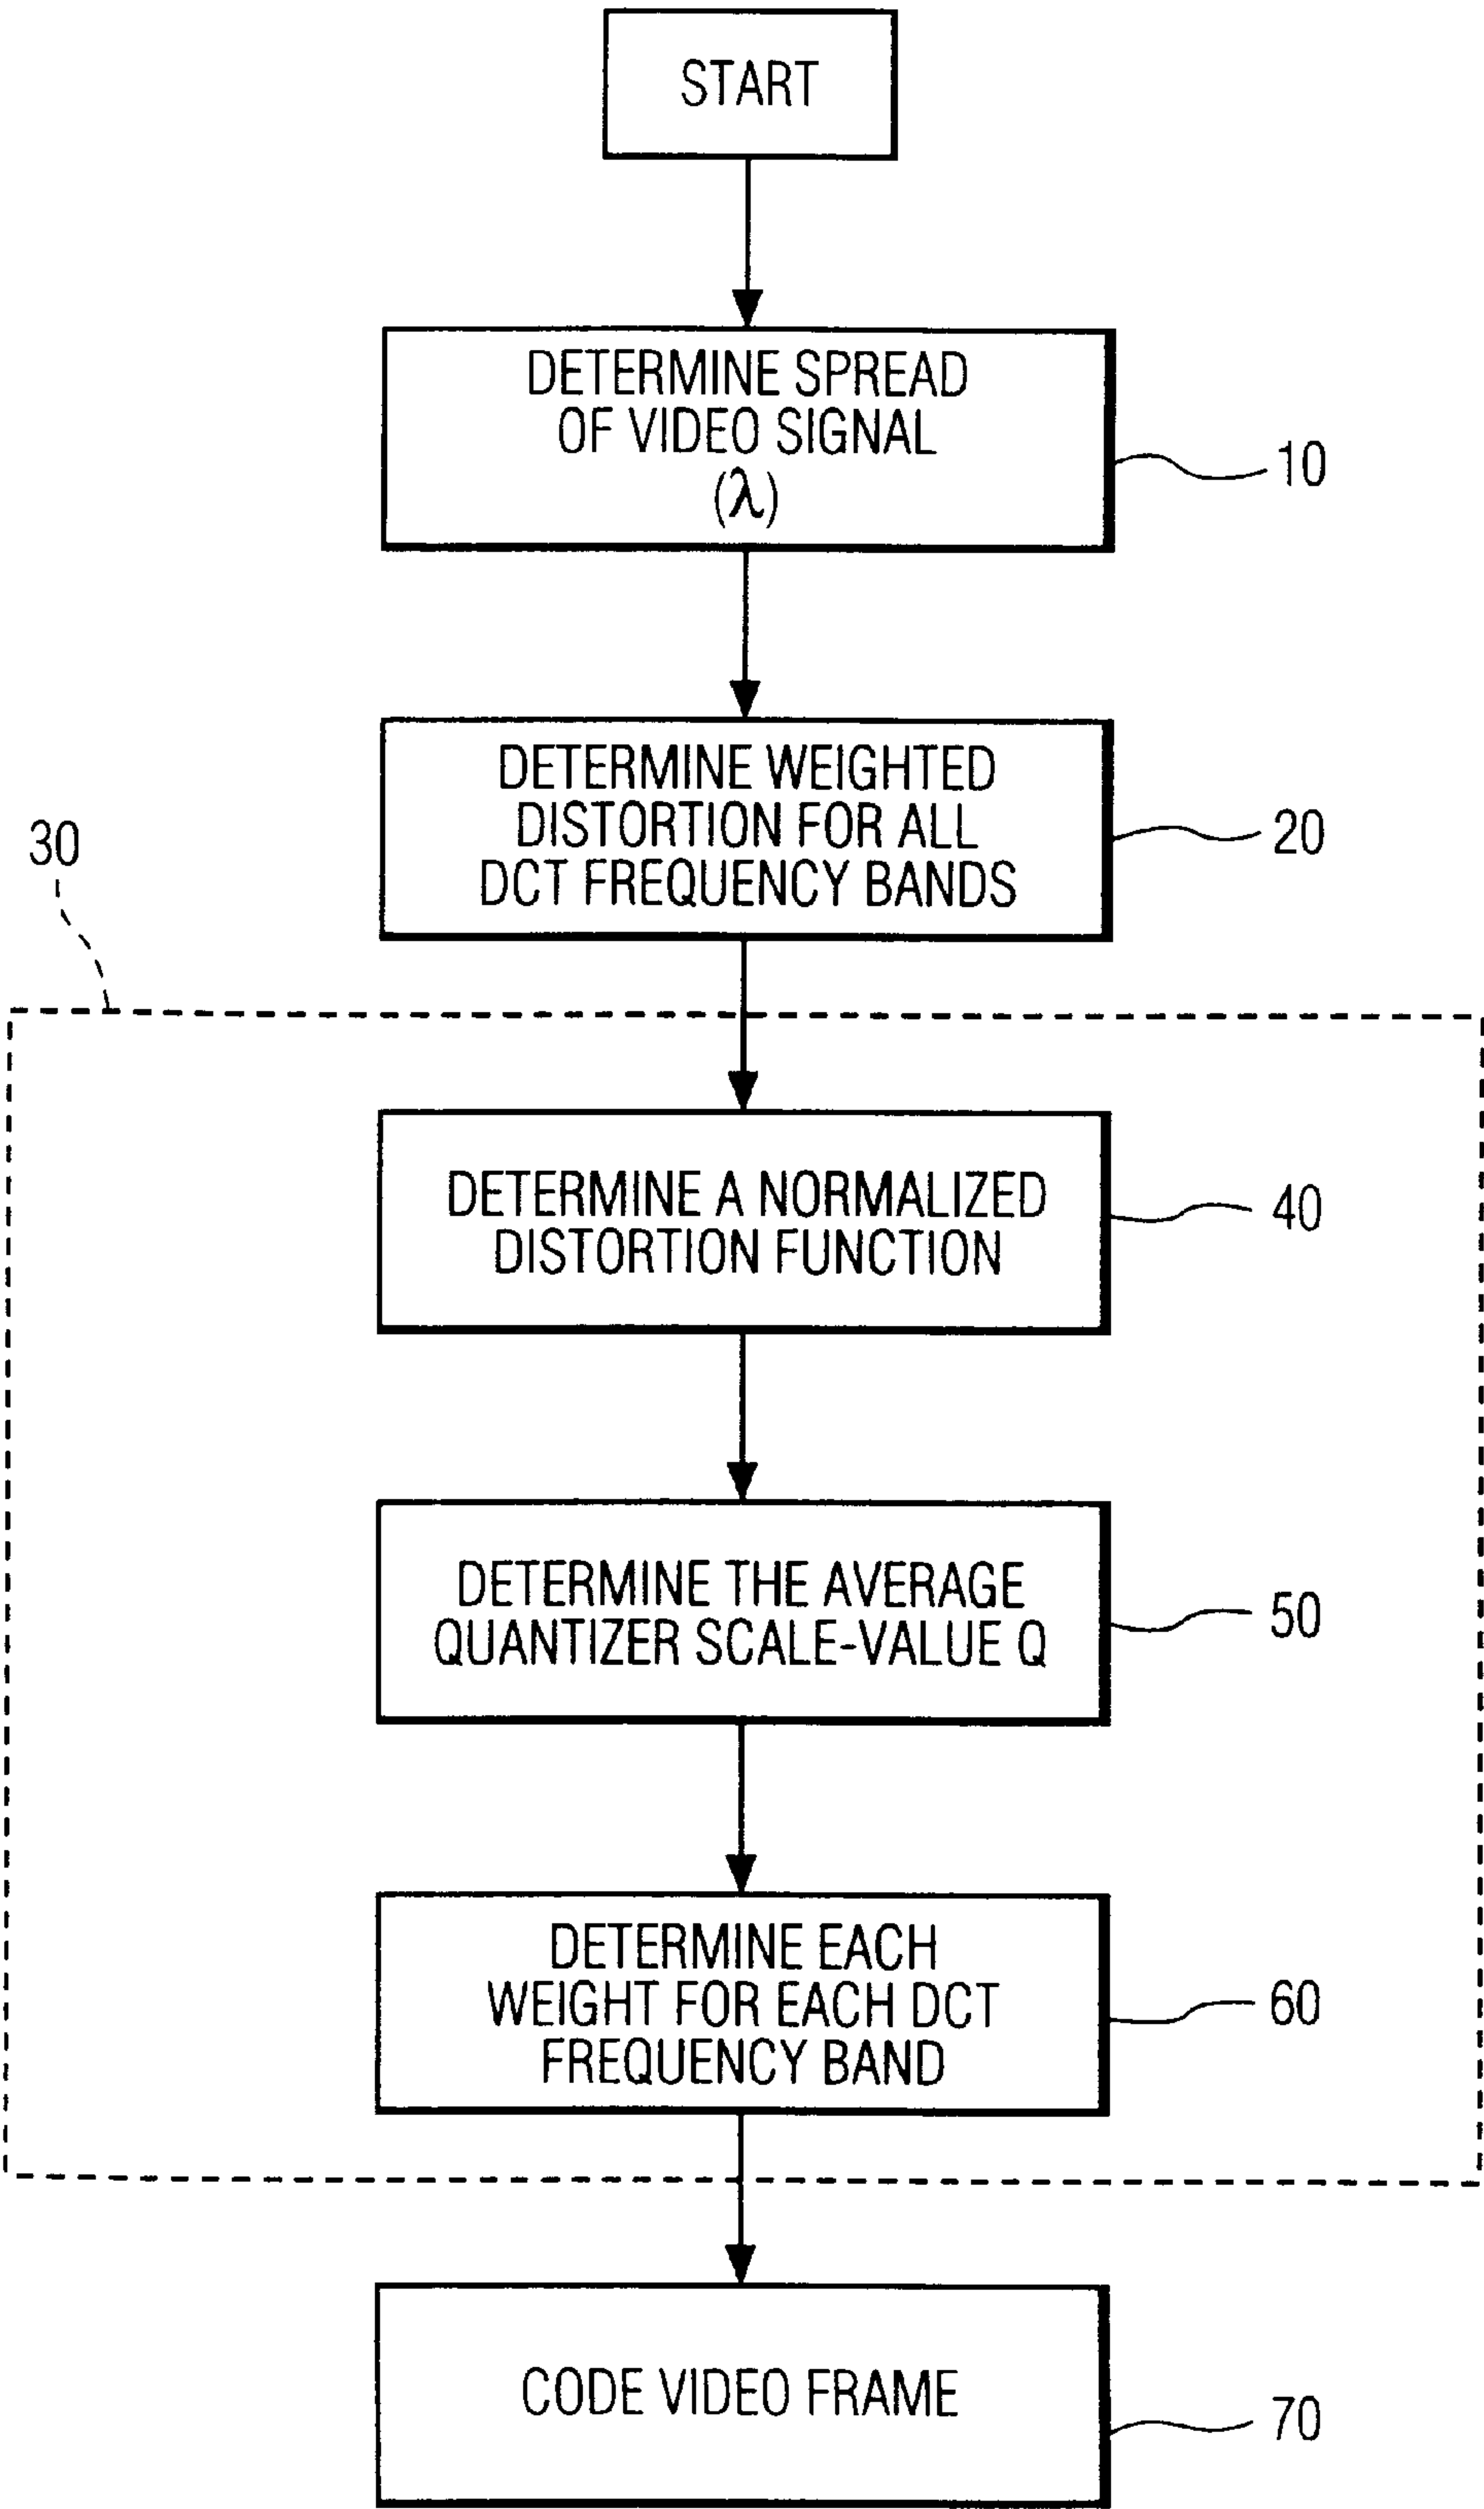 START
DETERMINE SPREAD
OF VIDEO SIGNAL
(λ)
10
DETERMINE WEIGHTED
DISTORTION FOR ALL
DCT FREQUENCY BANDS
20
30
DETERMINE A NORMALIZED
DISTORTION FUNCTION
40
DETERMINE THE AVERAGE
QUANTIZER SCALE-VALUE Q
50
DETERMINE EACH
WEIGHT FOR EACH DCT
FREQUENCY BAND
60
CODE VIDEO FRAME
70